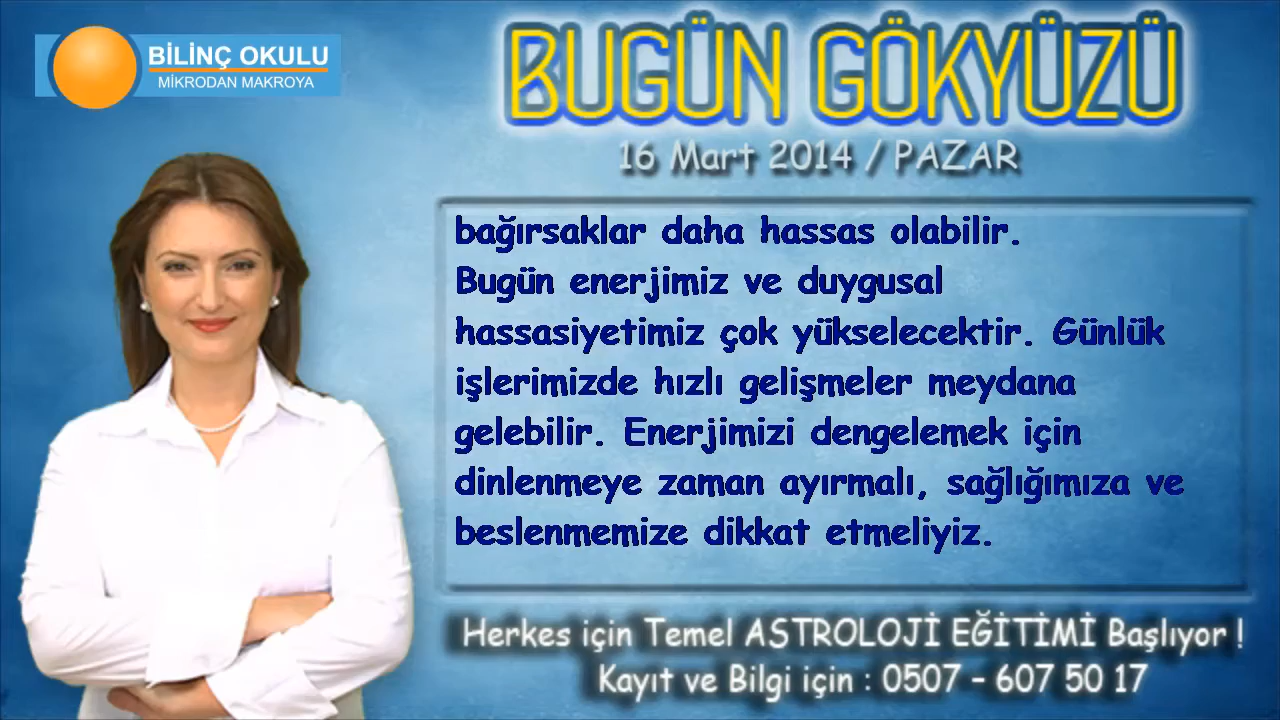 BİLİNÇ OKULU
MİKRODAN MAKROYA
BUGÜN GÖKYÜZÜ
16 Mart 2014 / PAZAR
bağırsaklar daha hassas olabilir.
Bugün enerjimiz ve duygusal
hassasiyetimiz çok yükselecektir. Günlük
işlerimizde hızlı gelişmeler meydana
gelebilir. Enerjimizi dengelemek için
dinlenmeye zaman ayırmalı, sağlığımıza ve
beslenmemize dikkat etmeliyiz.
Herkes için Temel ASTROLOJİ EĞİTİMİ Başlıyor !
Kayıt ve Bilgi için : 0507 - 607 50 17